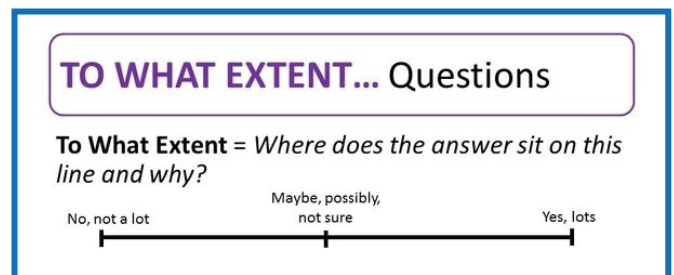 TO WHAT EXTENT... Questions
To What Extent = Where does the answer sit on this
line and why?
Maybe, possibly,
No, not a lot
not sure
Yes, lots